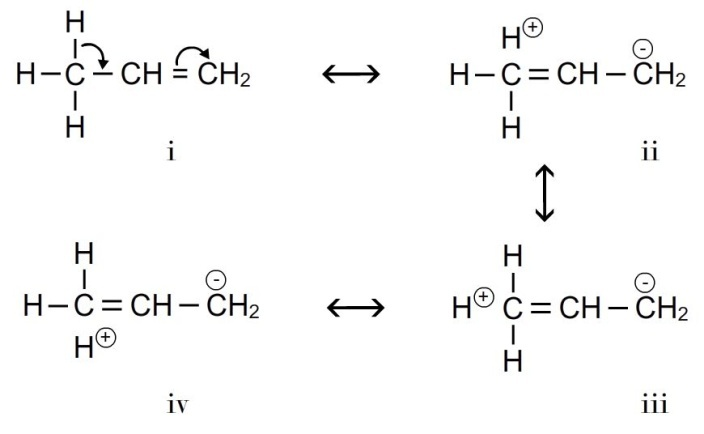 H
H–C–CH=CH₂
H
i
↔
H⊕ ⊖
H–C=CH–CH₂
H
ii
↕
H ⊖
H⊕ C=CH–CH₂
H
iii
↔
H ⊖
H–C=CH–CH₂
H⊕
iv